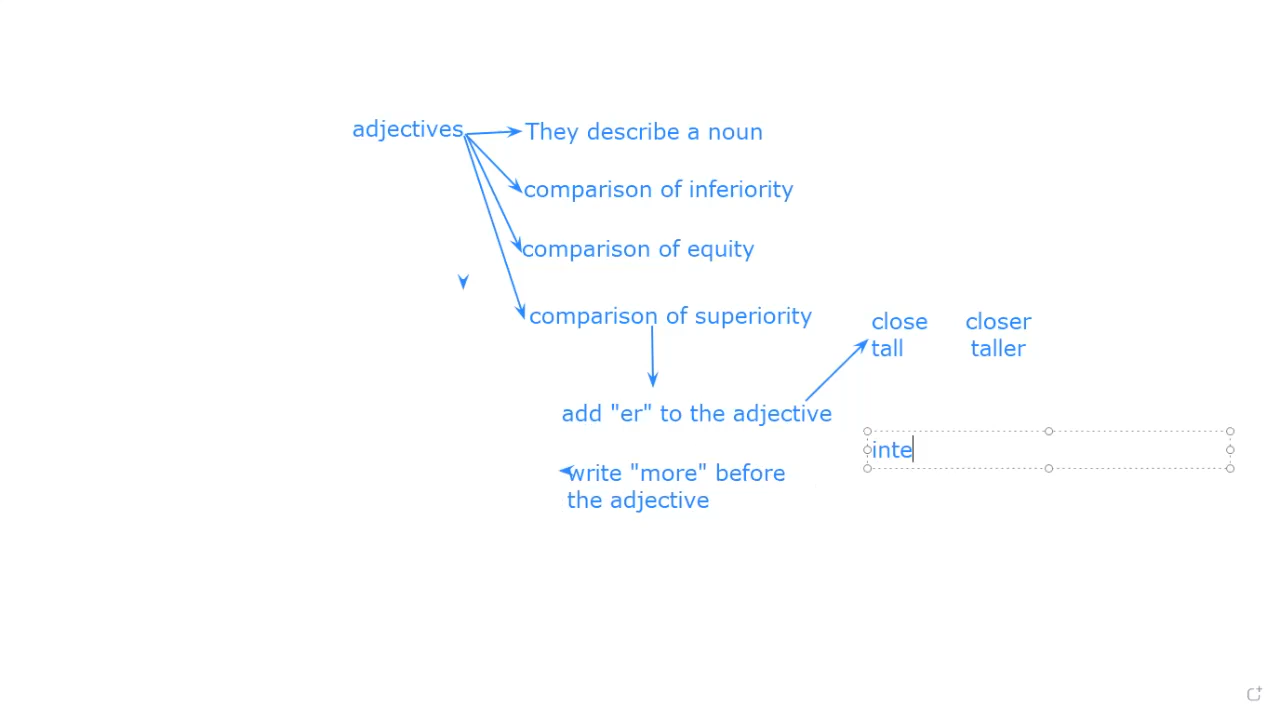 adjectives
They describe a noun
comparison of inferiority
comparison of equity
comparison of superiority
close closer
tall taller
add "er" to the adjective
inte
write "more" before
the adjective